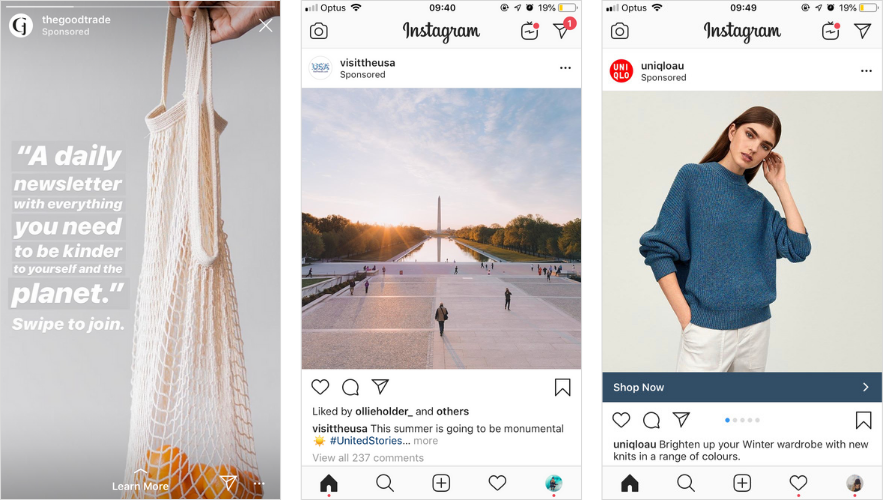 thegoodtrade
Sponsored
“A daily
newsletter
with everything
you need
to be kinder
to yourself and the
planet.”
Swipe to join.
Learn More
Optus 09:40 19%
Instagram
1
USA
visittheusa
Sponsored
Liked by ollieholder_ and others
visittheusa This summer is going to be monumental
#UnitedStories... more
View all 237 comments
Optus 09:49 19%
Instagram
UNI
QLO
uniqloau
Sponsored
Shop Now
uniqloau Brighten up your Winter wardrobe with new
knits in a range of colours.